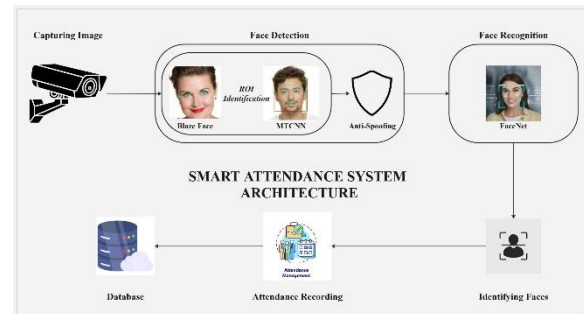 Capturing Image
Face Detection
Face Recognition
ROI
Identification
Blaze Face
MTCNN
Anti-Spoofing
FaceNet
SMART ATTENDANCE SYSTEM
ARCHITECTURE
Attendance
Management
Database
Attendance Recording
Identifying Faces